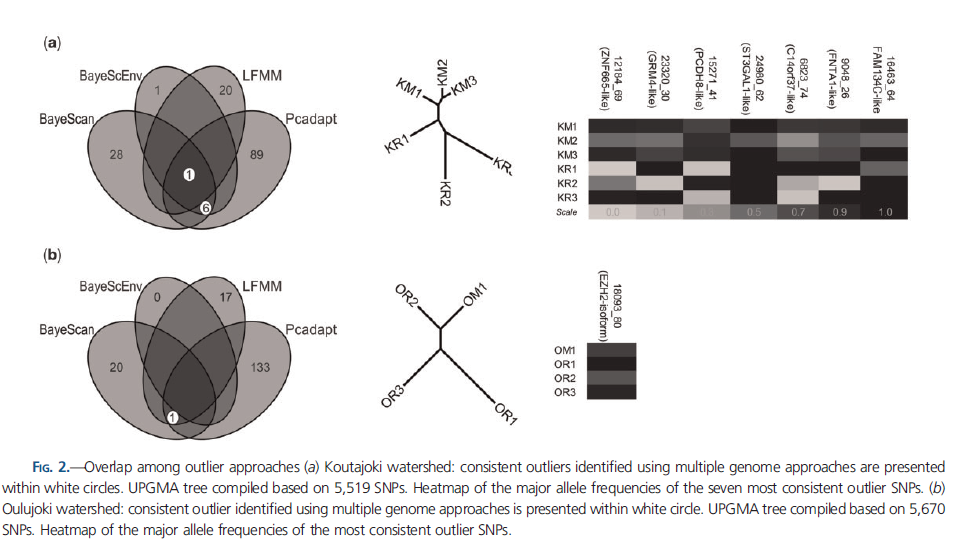 (a)
BayeScEnv
LFMM
BayeScan
Pcadapt
1
20
28
89
1
6
KM1
KM2
KM3
KR1
KR2
KR
12184_69
(ZNF665-like)
23320_30
(GRM4-like)
15271_41
(PCDH8-like)
24980_62
(ST3GAL1-like)
6823_74
(C14orf37-like)
9048_26
(FNTA1-like)
16463_64
FAM134C-like
KM1
KM2
KM3
KR1
KR2
KR3
Scale 0.0 0.1 0.5 0.7 0.9 1.0
(b)
BayeScEnv
LFMM
BayeScan
Pcadapt
0
17
20
133
1
OR2
OM1
OR3
OR1
18093_80
(EZH2-isoform)
OM1
OR1
OR2
OR3
FIG. 2.—Overlap among outlier approaches (a) Koutajoki watershed: consistent outliers identified using multiple genome approaches are presented
within white circles. UPGMA tree compiled based on 5,519 SNPs. Heatmap of the major allele frequencies of the seven most consistent outlier SNPs. (b)
Oulujoki watershed: consistent outlier identified using multiple genome approaches is presented within white circle. UPGMA tree compiled based on 5,670
SNPs. Heatmap of the major allele frequencies of the most consistent outlier SNPs.